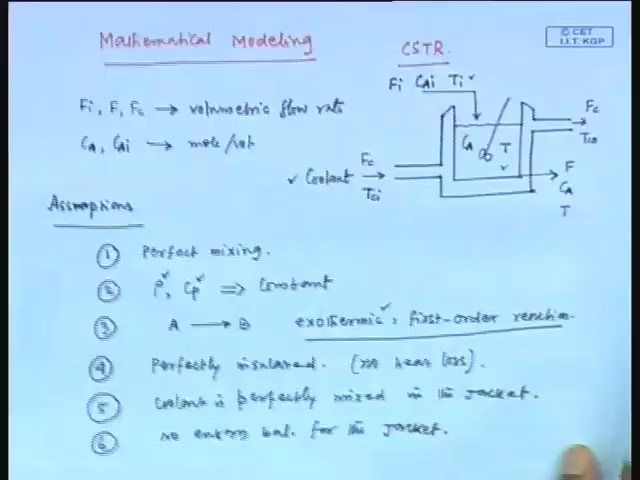 Mathematical Modeling
CSTR.
© CET
I.I.T. KGP
Fi CAi Ti
Fi, F, Fc → volumetric flow rate
CA, CAi → mole/vol
Fc
Tco
CA T
Coolant
Fc
Tci
F
CA
T
Assmptions
① Perfect mixing.
② ρ, Cp ⇒ Constant
③ A → B exothermic, first-order reaction.
④ Perfectly insulated. (no heat loss).
⑤ Coolant is perfectly mixed in the jacket.
⑥ no energy bal. for the jacket.